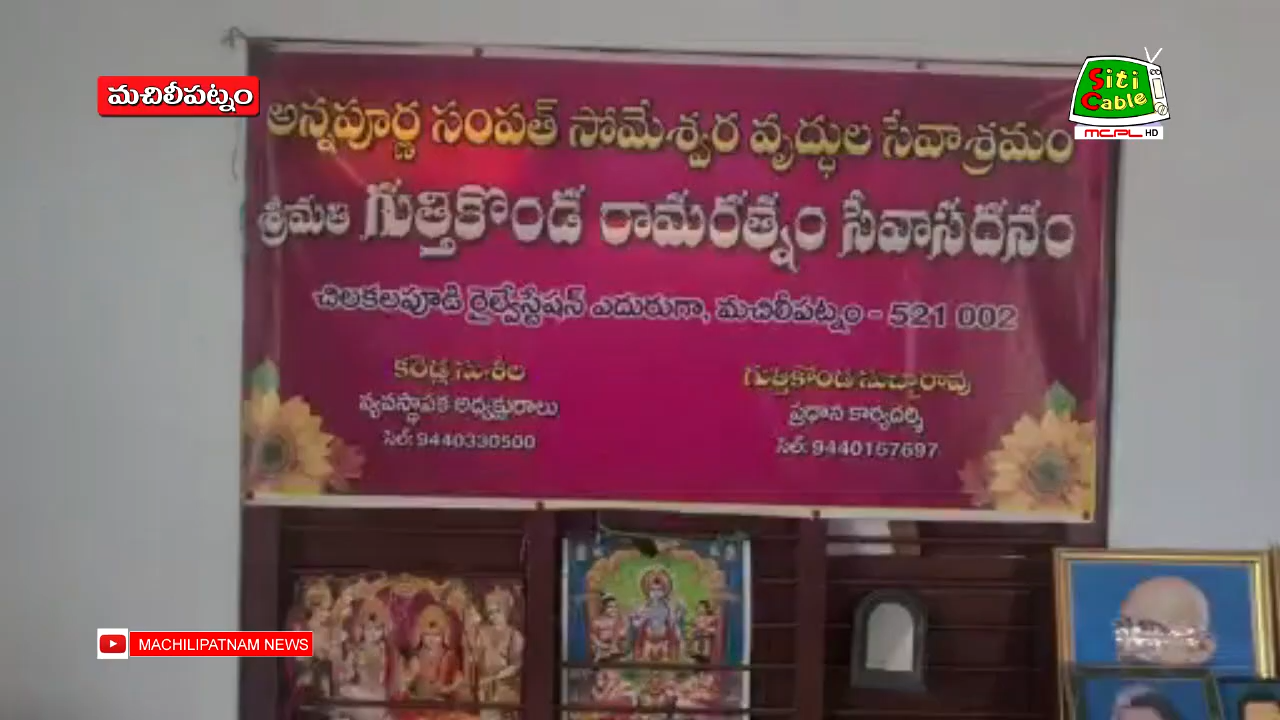 మచిలీపట్నం
Siti
Cable
MCPL HD
అన్నపూర్ణ సంపత్ సోమేశ్వర వృద్ధుల సేవాశ్రమం
శ్రీమతి గుత్తికొండ రామరత్నం సేవాసదనం
చిలకలపూడి రైల్వేస్టేషన్ ఎదురుగా, మచిలీపట్నం - 521 002
సుశీల
వ్యవస్థాపక అధ్యక్షురాలు
సెల్: 9440330500
గుత్తికొండ సుబ్బారావు
ప్రధాన కార్యదర్శి
సెల్: 9440167697
MACHILIPATNAM NEWS